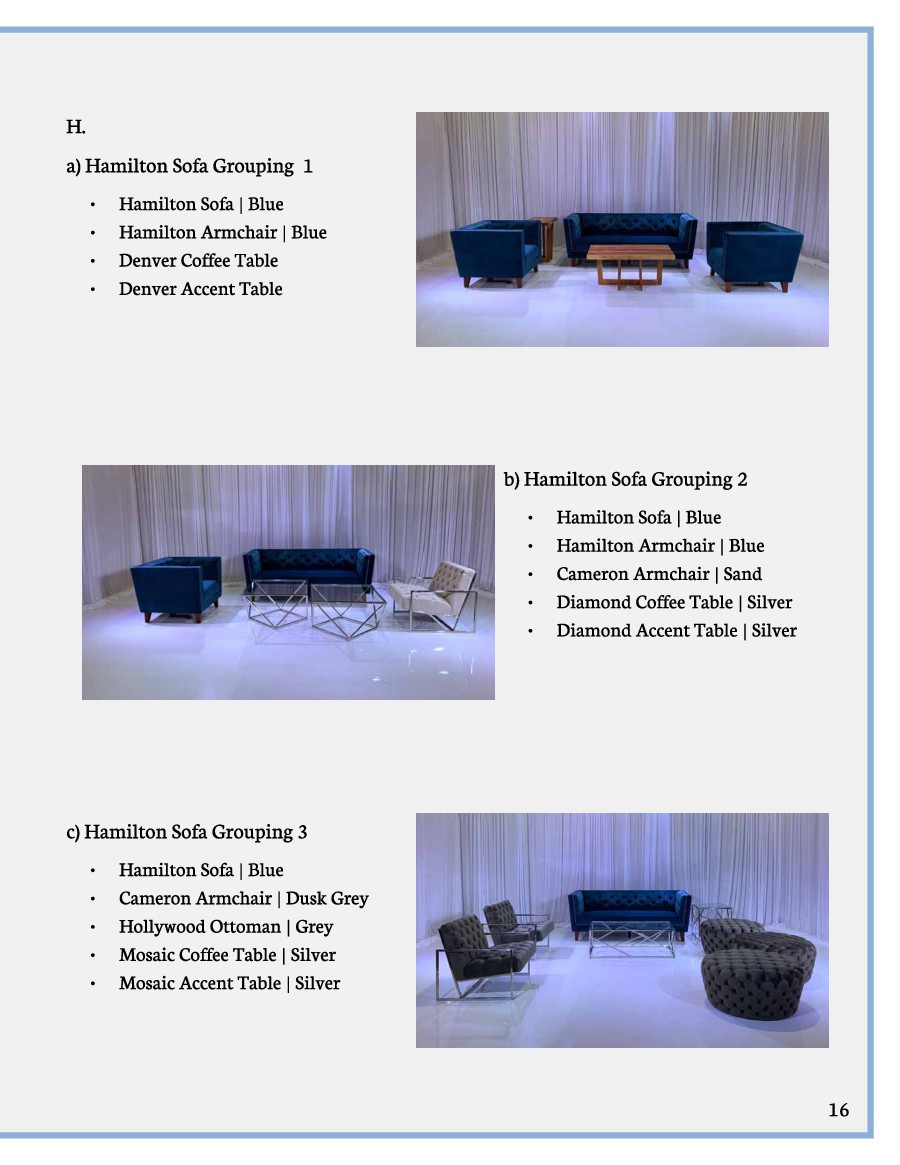 H.
a) Hamilton Sofa Grouping 1
• Hamilton Sofa | Blue
• Hamilton Armchair | Blue
• Denver Coffee Table
• Denver Accent Table
b) Hamilton Sofa Grouping 2
• Hamilton Sofa | Blue
• Hamilton Armchair | Blue
• Cameron Armchair | Sand
• Diamond Coffee Table | Silver
• Diamond Accent Table | Silver
c) Hamilton Sofa Grouping 3
• Hamilton Sofa | Blue
• Cameron Armchair | Dusk Grey
• Hollywood Ottoman | Grey
• Mosaic Coffee Table | Silver
• Mosaic Accent Table | Silver
16